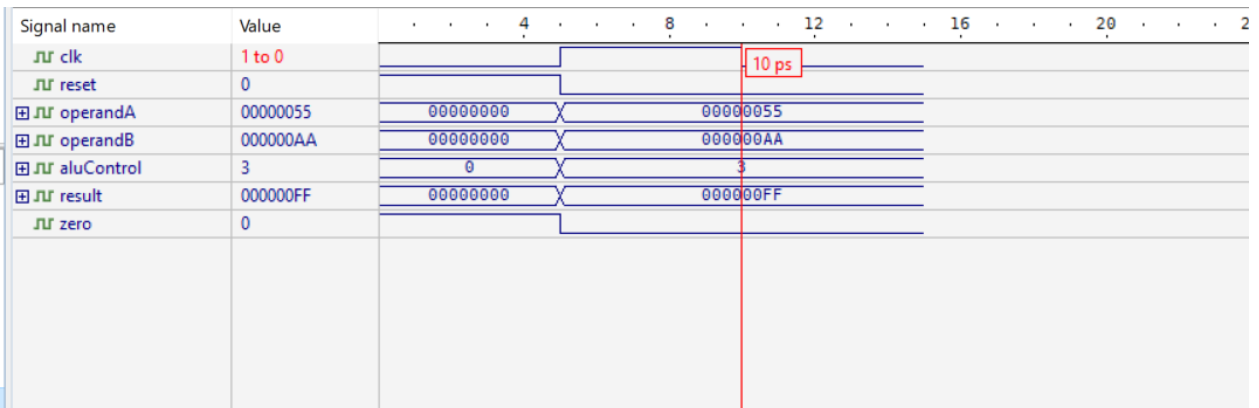 Signal name Value 4 8 12 16 20 2
clk 1 to 0 10 ps
reset 0
operandA 00000055 00000000 00000055
operandB 000000AA 00000000 000000AA
aluControl 3 0 3
result 000000FF 00000000 000000FF
zero 0